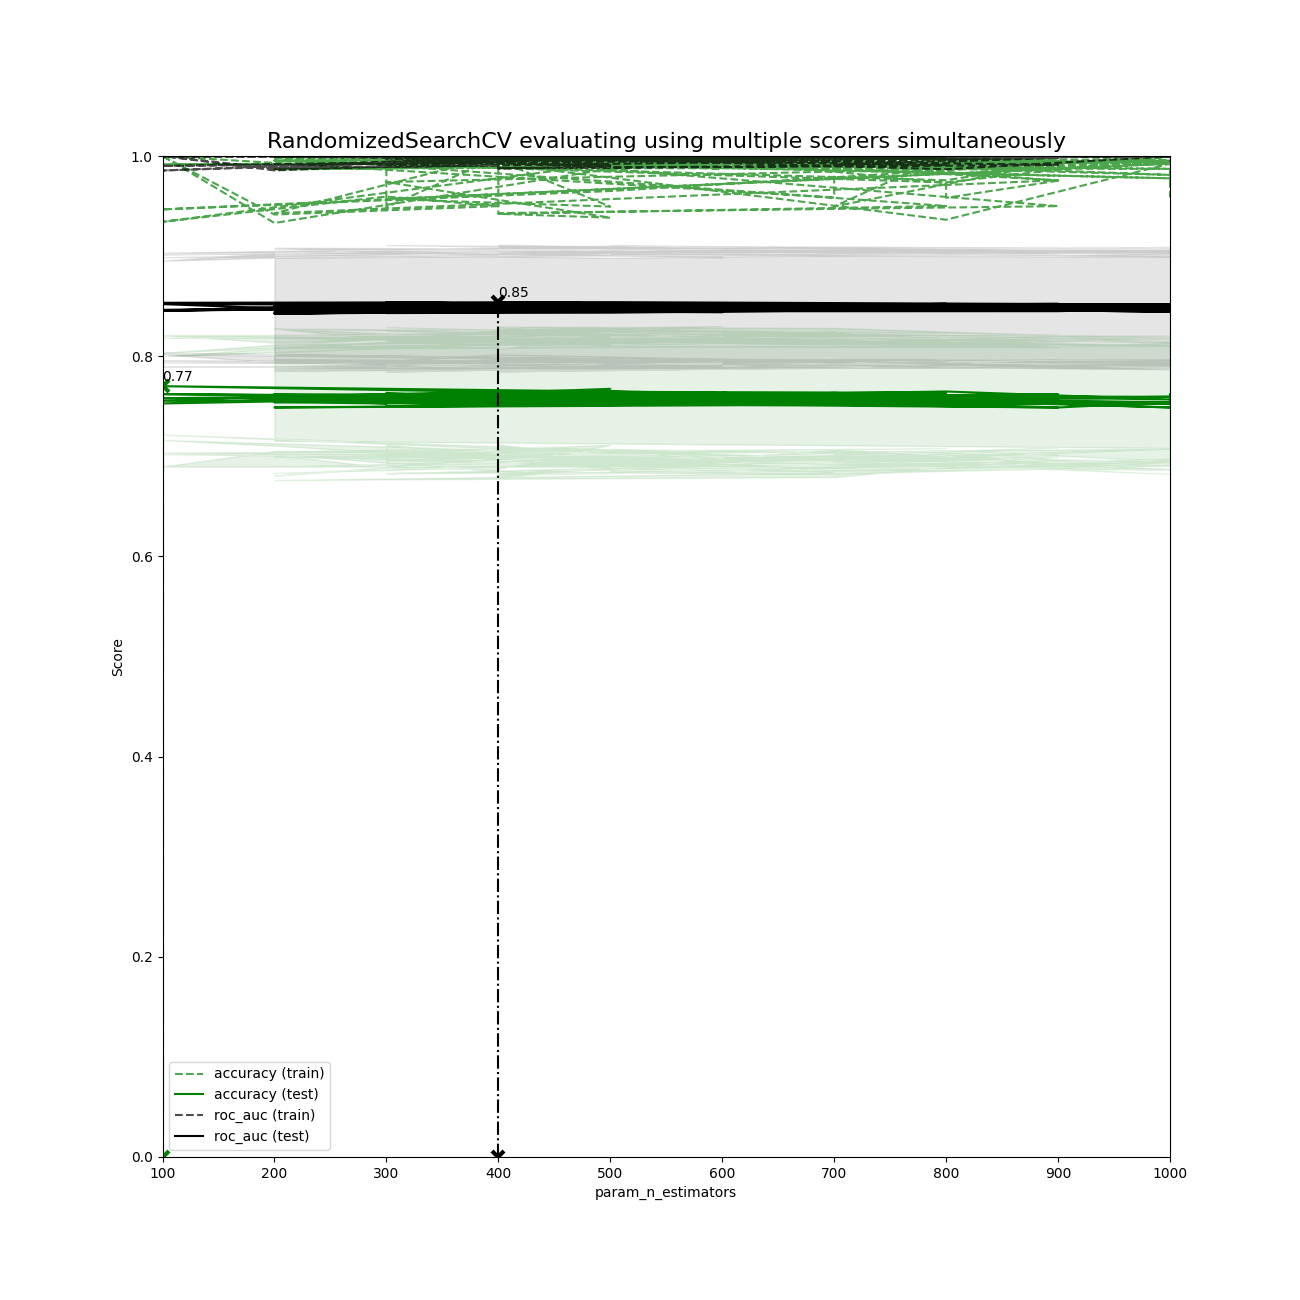 RandomizedSearchCV evaluating using multiple scorers simultaneously
1.0
0.85
0.8
0.77
0.6
Score
0.4
0.2
accuracy (train)
accuracy (test)
roc_auc (train)
roc_auc (test)
0.0
100 200 300 400 500 600 700 800 900 1000
param_n_estimators